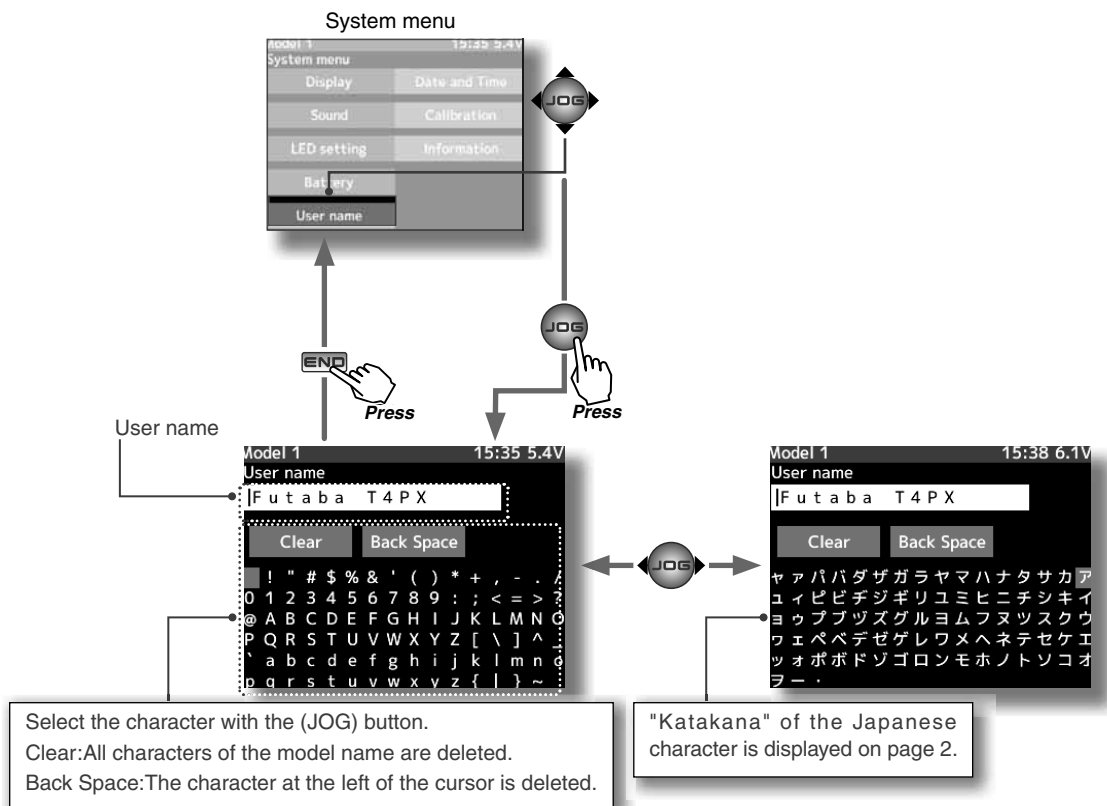 System menu
Model 1 15:35 5.4V
System menu
Display Date and Time
Sound Calibration
LED setting Information
Battery
User name
JOG
JOG
END
Press
Press
User name
Model 1 15:35 5.4V
User name
Futaba T4PX
Clear Back Space
! " # $ % & ' ( ) * + , - . /
0 1 2 3 4 5 6 7 8 9 : ; < = > ?
@ A B C D E F G H I J K L M N O
P Q R S T U V W X Y Z [ \ ] ^ _
` a b c d e f g h i j k l m n o
p q r s t u v w x y z { | } ~
JOG
Model 1 15:38 6.1V
User name
Futaba T4PX
Clear Back Space
ャ ァ パ バ ダ ザ ガ ラ ヤ マ ハ ナ タ サ カ ア
ュ ィ ピ ビ ヂ ジ ギ リ ユ ミ ヒ ニ チ シ キ イ
ョ ゥ プ ブ ヅ ズ グ ル ヨ ム フ ヌ ツ ス ク ウ
ヮ ェ ペ ベ デ ゼ ゲ レ ワ メ ヘ ネ テ セ ケ エ
ッ ォ ポ ボ ド ゾ ゴ ロ ン モ ホ ノ ト ソ コ オ
ヲ ー ・
Select the character with the (JOG) button.
Clear:All characters of the model name are deleted.
Back Space:The character at the left of the cursor is deleted.
"Katakana" of the Japanese
character is displayed on page 2.